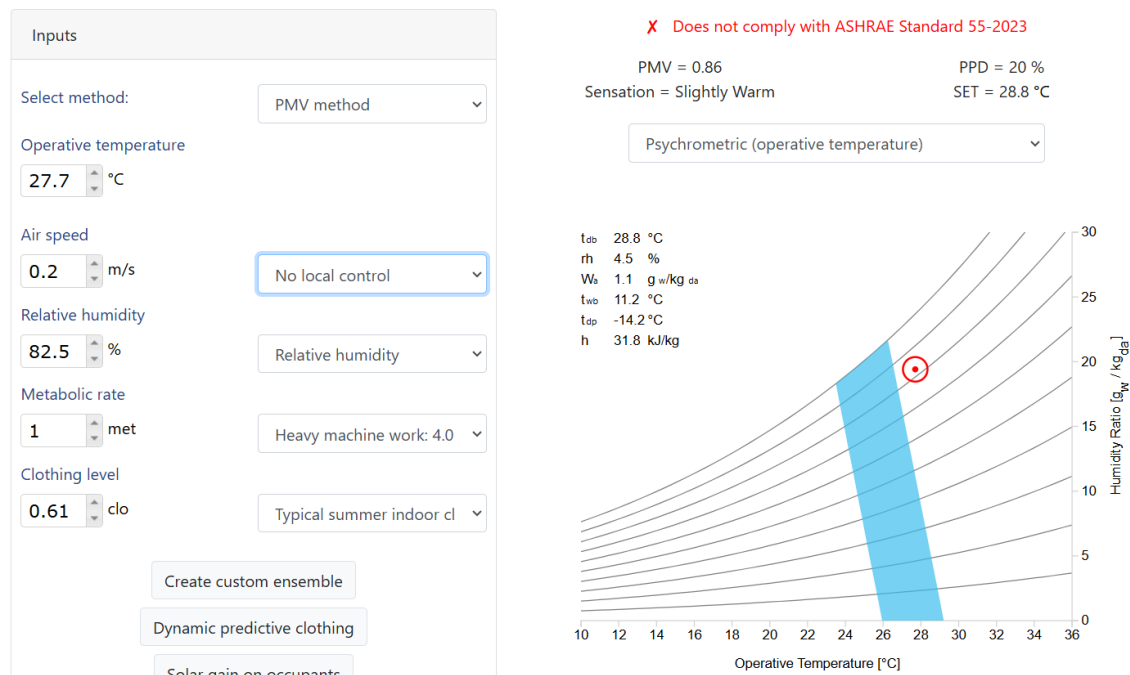 Inputs
Select method:
PMV method
Operative temperature
27.7 °C
Air speed
0.2 m/s
No local control
Relative humidity
82.5 %
Relative humidity
Metabolic rate
1 met
Heavy machine work: 4.0
Clothing level
0.61 clo
Typical summer indoor cl
Create custom ensemble
Dynamic predictive clothing
Solar gain on occupants
✗ Does not comply with ASHRAE Standard 55-2023
PMV = 0.86
PPD = 20 %
Sensation = Slightly Warm
SET = 28.8 °C
Psychrometric (operative temperature)
tdb 28.8 °C
rh 4.5 %
Wa 1.1 g w/kg da
twb 11.2 °C
tdp -14.2 °C
h 31.8 kJ/kg
30
25
20
15
10
5
0
Humidity Ratio [gw / kgda]
10 12 14 16 18 20 22 24 26 28 30 32 34 36
Operative Temperature [°C]